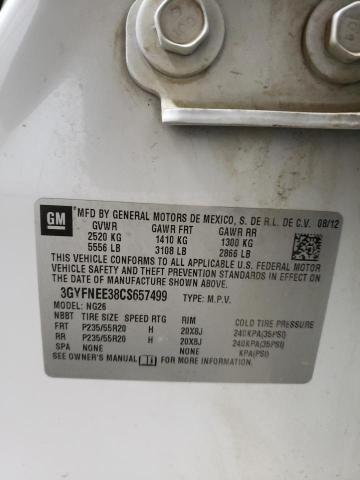 GM
MFD BY GENERAL MOTORS DE MEXICO, S. DE R.L. DE C.V. 08/12
GVWR GAWR FRT GAWR RR
2520 KG 1410 KG 1300 KG
5556 LB 3108 LB 2866 LB
THIS VEHICLE CONFORMS TO ALL APPLICABLE U.S. FEDERAL MOTOR
VEHICLE SAFETY AND THEFT PREVENTION STANDARDS IN
EFFECT ON THE DATE OF MANUFACTURE SHOWN ABOVE.
3GYFNEE38CS657499 TYPE: M.P.V.
MODEL: NG26
NBBT TIRE SIZE SPEED RTG RIM COLD TIRE PRESSURE
FRT P235/55R20 H 20X8J 240KPA(35PSI)
RR P235/55R20 H 20X8J 240KPA(35PSI)
SPA NONE NONE KPA(PSI)
SEE OWNER'S MANUAL FOR MORE INFORMATION.